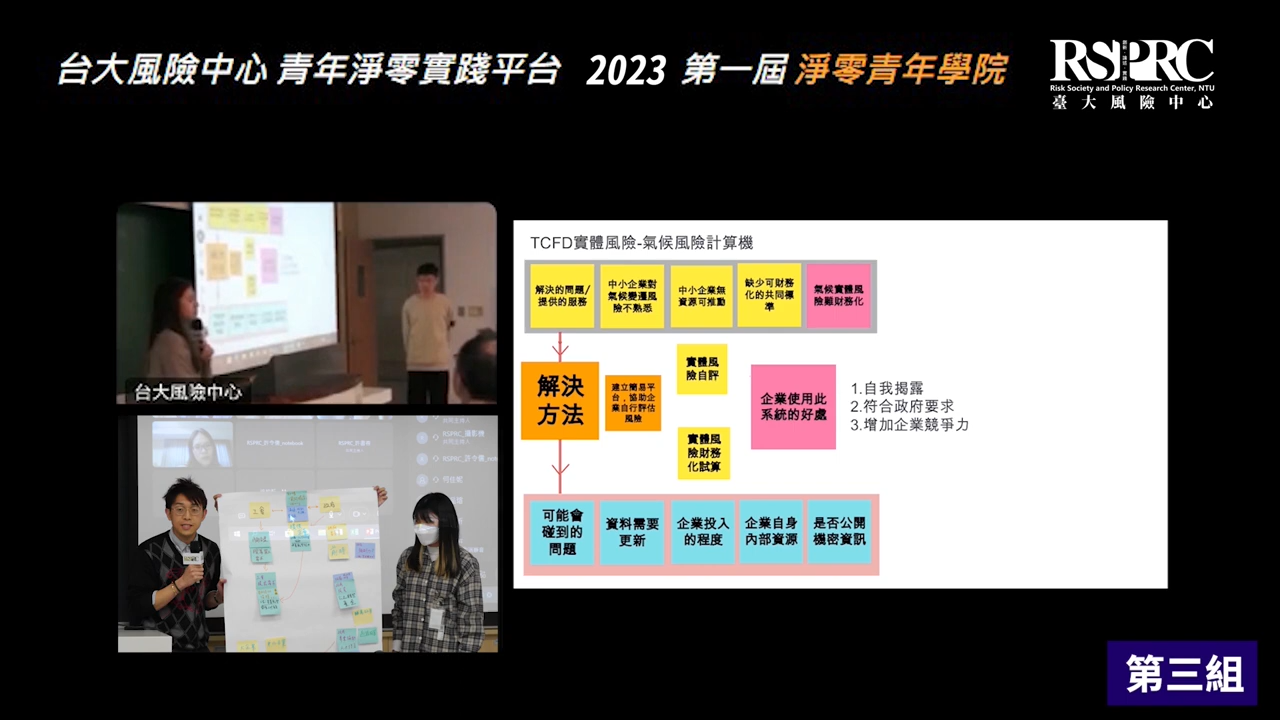 台大風險中心 青年淨零實踐平台 2023 第一屆 淨零青年學院
RSPRC
Risk Society and Policy Research Center, NTU
臺大風險中心
台大風險中心
TCFD實體風險-氣候風險計算機
解決的問題/
提供的服務
中小企業對
氣候變遷風
險不熟悉
中小企業無
資源可推動
缺少可財務
化的共同標
準
氣候實體風
險難財務化
解決
方法
建立簡易平
台，協助企
業自行評估
風險
實體風
險自評
實體風
險財務
化試算
企業使用此
系統的好處
1.自我揭露
2.符合政府要求
3.增加企業競爭力
可能會
碰到的
問題
資料需要
更新
企業投入
的程度
企業自身
內部資源
是否公開
機密資訊
第三組